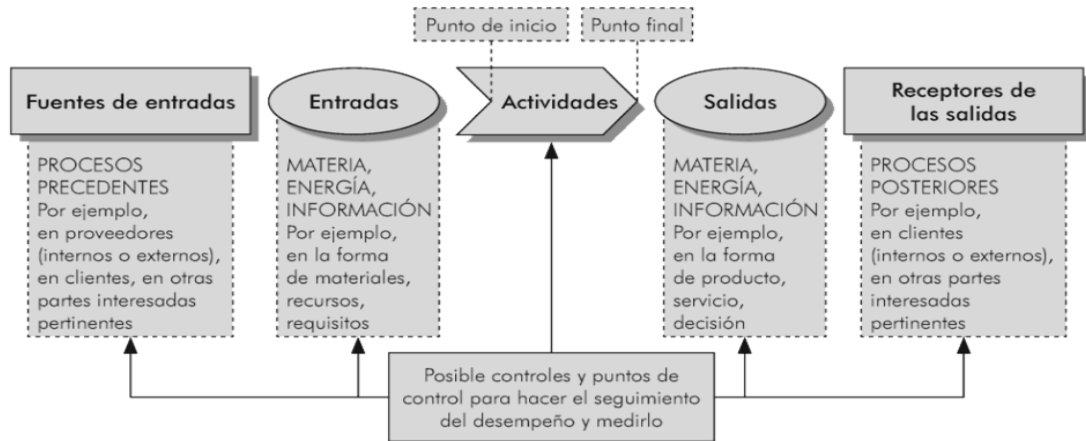 Punto de inicio
Punto final
Fuentes de entradas
Entradas
Actividades
Salidas
Receptores de
las salidas
PROCESOS
PRECEDENTES
Por ejemplo,
en proveedores
(internos o externos),
en clientes, en otras
partes interesadas
pertinentes
MATERIA,
ENERGÍA,
INFORMACIÓN
Por ejemplo,
en la forma
de materiales,
recursos,
requisitos
MATERIA,
ENERGÍA,
INFORMACIÓN
Por ejemplo,
en la forma
de producto,
servicio,
decisión
PROCESOS
POSTERIORES
Por ejemplo,
en clientes
(internos o externos),
en otras partes
interesadas
pertinentes
Posible controles y puntos de
control para hacer el seguimiento
del desempeño y medirlo